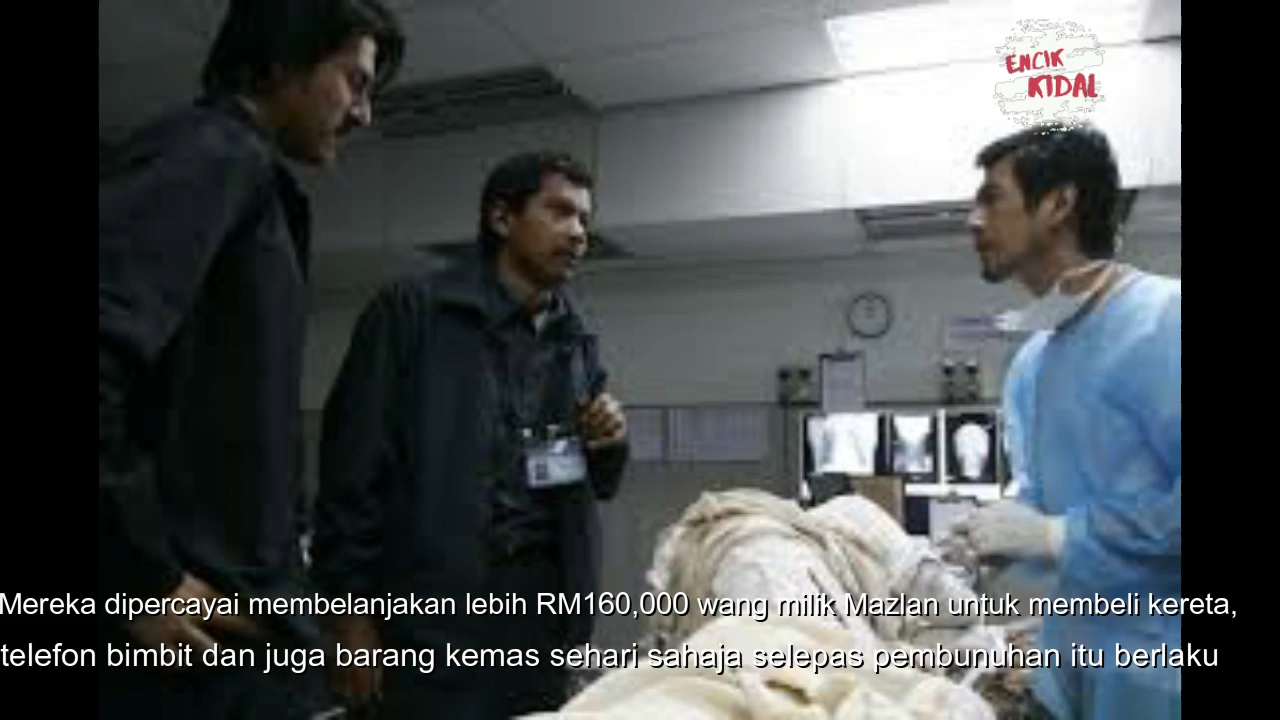 ENCIK
KIDAL
Mereka dipercayai membelanjakan lebih RM160,000 wang milik Mazlan untuk membeli kereta,
telefon bimbit dan juga barang kemas sehari sahaja selepas pembunuhan itu berlaku